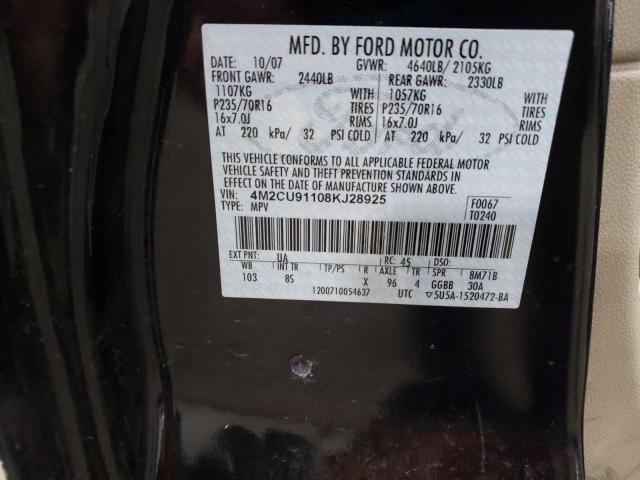 MFD. BY FORD MOTOR CO.
DATE: 10/07 GVWR: 4640LB/ 2105KG
FRONT GAWR: 2440LB REAR GAWR: 2330LB
1107KG WITH 1057KG WITH
P235/70R16 TIRES P235/70R16 TIRES
16x7.0J RIMS 16x7.0J RIMS
AT 220 kPa/ 32 PSI COLD AT 220 kPa/ 32 PSI COLD
THIS VEHICLE CONFORMS TO ALL APPLICABLE FEDERAL MOTOR
VEHICLE SAFETY AND THEFT PREVENTION STANDARDS IN
EFFECT ON THE DATE OF MANUFACTURE SHOWN ABOVE.
VIN: 4M2CU91108KJ28925 F0067
TYPE: MPV T0240
EXT PNT: UA RC: 45 DSO:
WB INT TR TP/PS R AXLE TR SPR BM71B
103 8S X 96 4 GGBB 30A
1200710054637 UTC ▽5U5A-1520472-BA